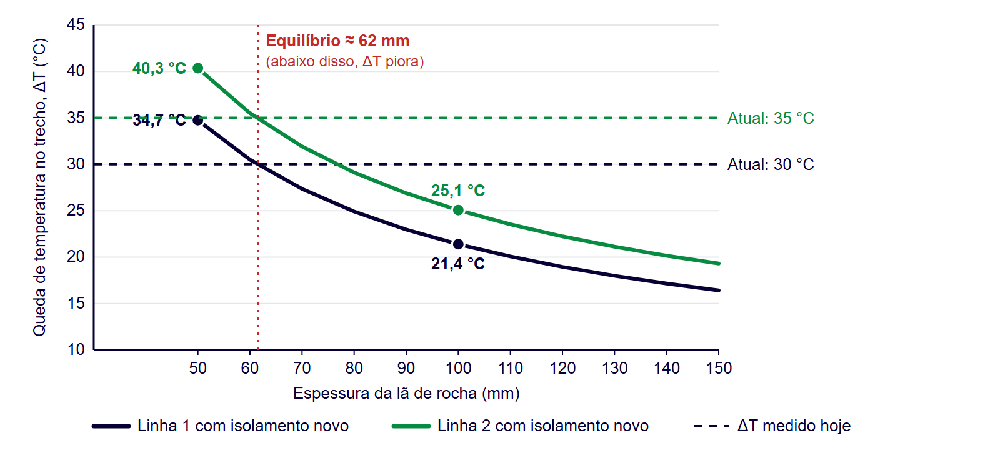 45
40
35
30
25
20
15
10
Queda de temperatura no trecho, ΔT (°C)
Equilíbrio ≈ 62 mm
(abaixo disso, ΔT piora)
40,3 °C
34,7 °C
Atual: 35 °C
Atual: 30 °C
25,1 °C
21,4 °C
50 60 70 80 90 100 110 120 130 140 150
Espessura da lã de rocha (mm)
Linha 1 com isolamento novo
Linha 2 com isolamento novo
ΔT medido hoje